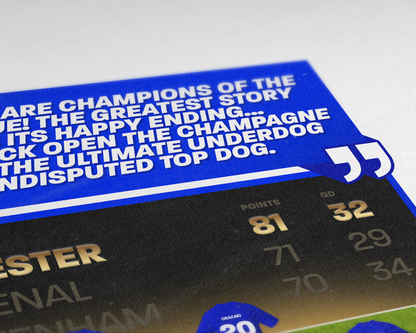 ARE CHAMPIONS OF THE
UE! THE GREATEST STORY
ITS HAPPY ENDING...
CK OPEN THE CHAMPAGNE
THE ULTIMATE UNDERDOG
NDISPUTED TOP DOG.
POINTS GD
ESTER 81 32
ENAL 71 29
ENHAM 70 34
OKAZAKI
20